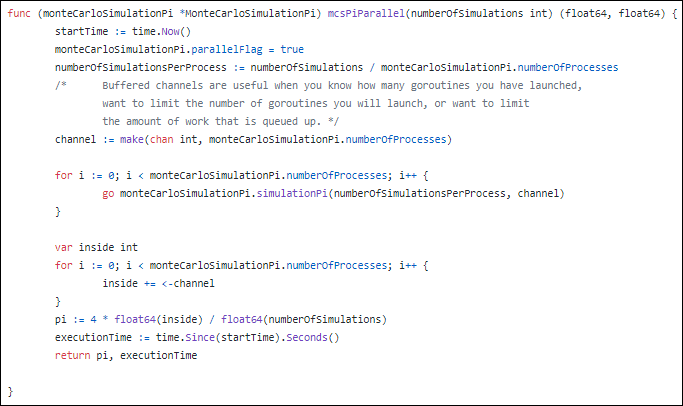 func (monteCarloSimulationPi *MonteCarloSimulationPi) mcsPiParallel(numberOfSimulations int) (float64, float64) {
startTime := time.Now()
monteCarloSimulationPi.parallelFlag = true
numberOfSimulationsPerProcess := numberOfSimulations / monteCarloSimulationPi.numberOfProcesses
/* Buffered channels are useful when you know how many goroutines you have launched,
want to limit the number of goroutines you will launch, or want to limit
the amount of work that is queued up. */
channel := make(chan int, monteCarloSimulationPi.numberOfProcesses)
for i := 0; i < monteCarloSimulationPi.numberOfProcesses; i++ {
go monteCarloSimulationPi.simulationPi(numberOfSimulationsPerProcess, channel)
}
var inside int
for i := 0; i < monteCarloSimulationPi.numberOfProcesses; i++ {
inside += <-channel
}
pi := 4 * float64(inside) / float64(numberOfSimulations)
executionTime := time.Since(startTime).Seconds()
return pi, executionTime
}